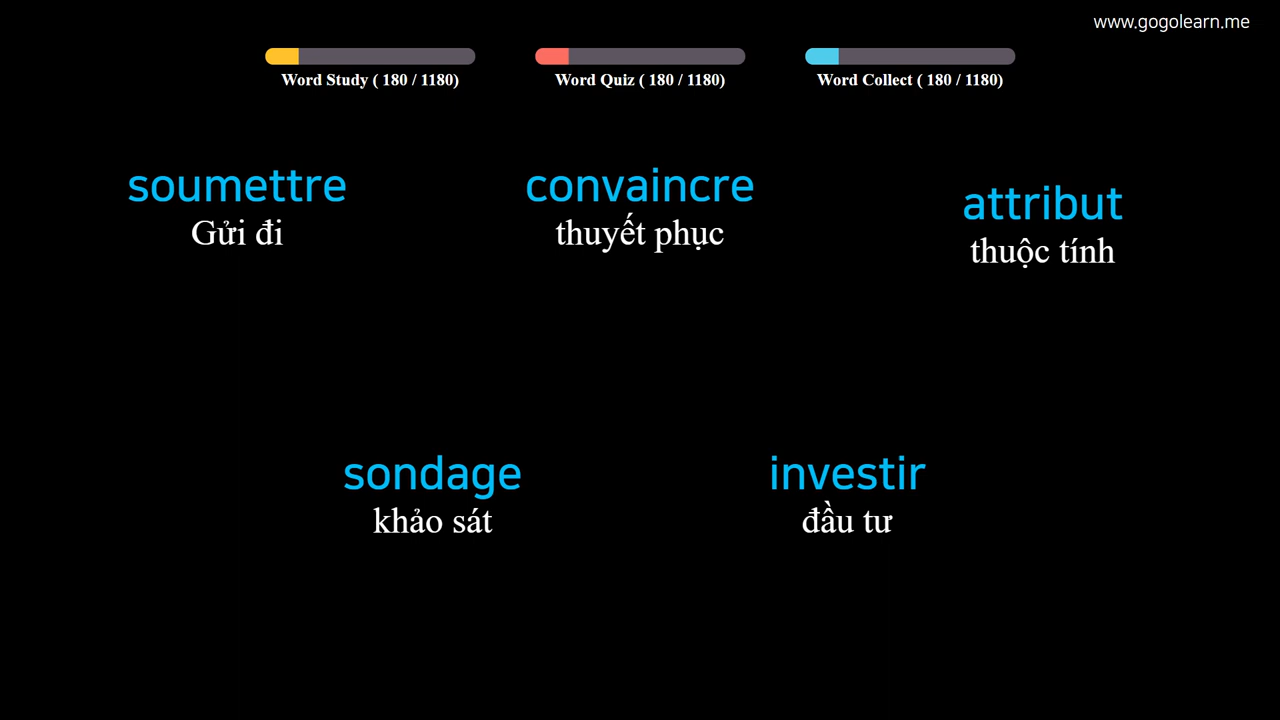 www.gogolearn.me
Word Study ( 180 / 1180)
Word Quiz ( 180 / 1180)
Word Collect ( 180 / 1180)
soumettre
Gửi đi
convaincre
thuyết phục
attribut
thuộc tính
sondage
khảo sát
investir
đầu tư